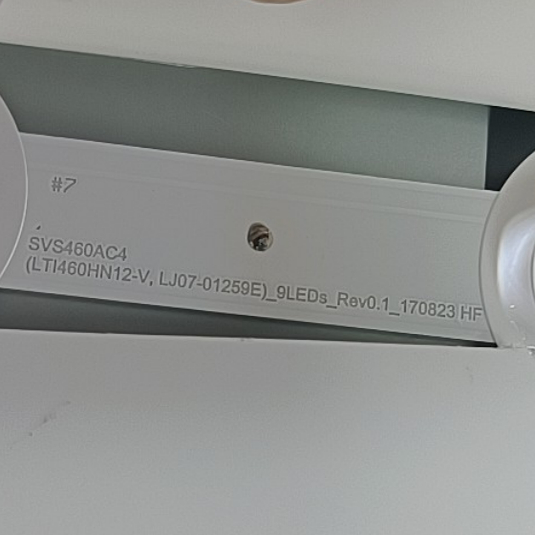 #7
SVS460AC4
(LTI460HN12-V, LJ07-01259E)_9LEDs_Rev0.1_170823 HF